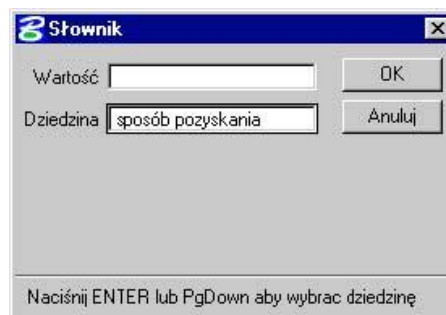 Słownik
Wartość
OK
Dziedzina sposób pozyskania
Anuluj
Naciśnij ENTER lub PgDown aby wybrac dziedzinę